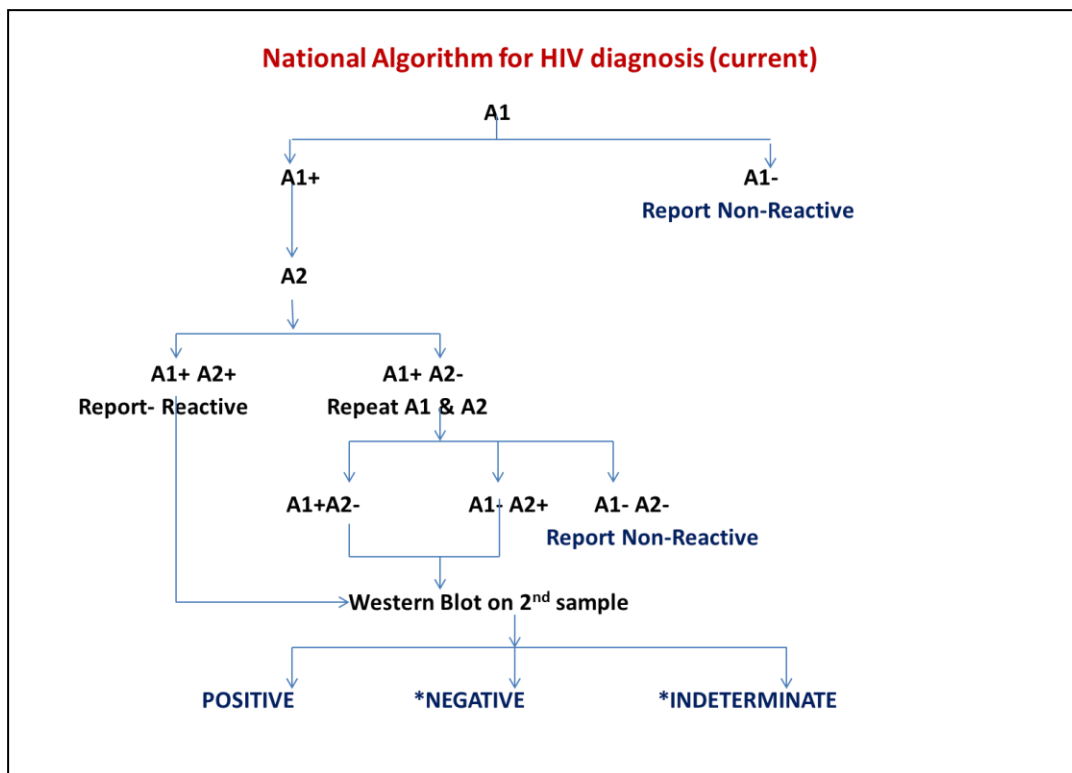 National Algorithm for HIV diagnosis (current)
A1
A1+ A1-
Report Non-Reactive
A2
A1+ A2+ A1+ A2-
Report- Reactive Repeat A1 & A2
A1+A2- A1- A2+ A1- A2-
Report Non-Reactive
Western Blot on 2nd sample
POSITIVE *NEGATIVE *INDETERMINATE